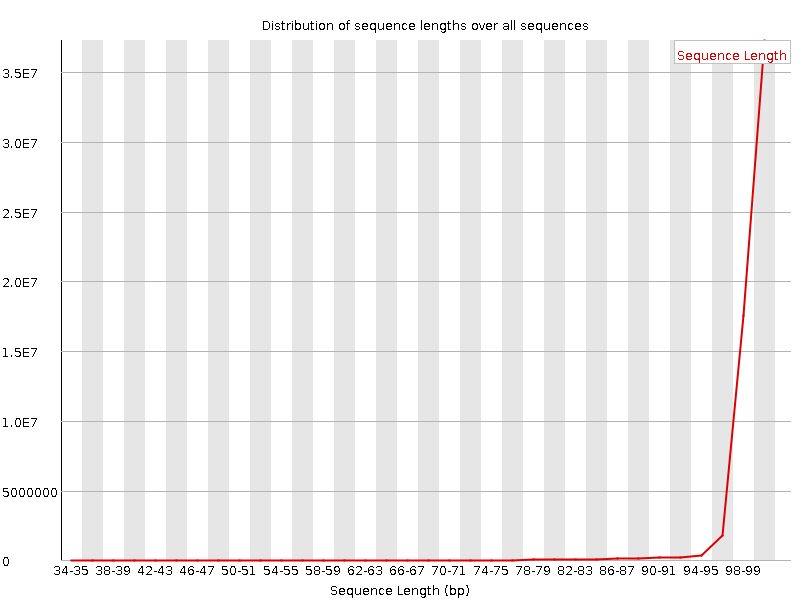 Distribution of sequence lengths over all sequences
Sequence Length
3.5E7
3.0E7
2.5E7
2.0E7
1.5E7
1.0E7
5000000
0
34-35 38-39 42-43 46-47 50-51 54-55 58-59 62-63 66-67 70-71 74-75 78-79 82-83 86-87 90-91 94-95 98-99
Sequence Length (bp)